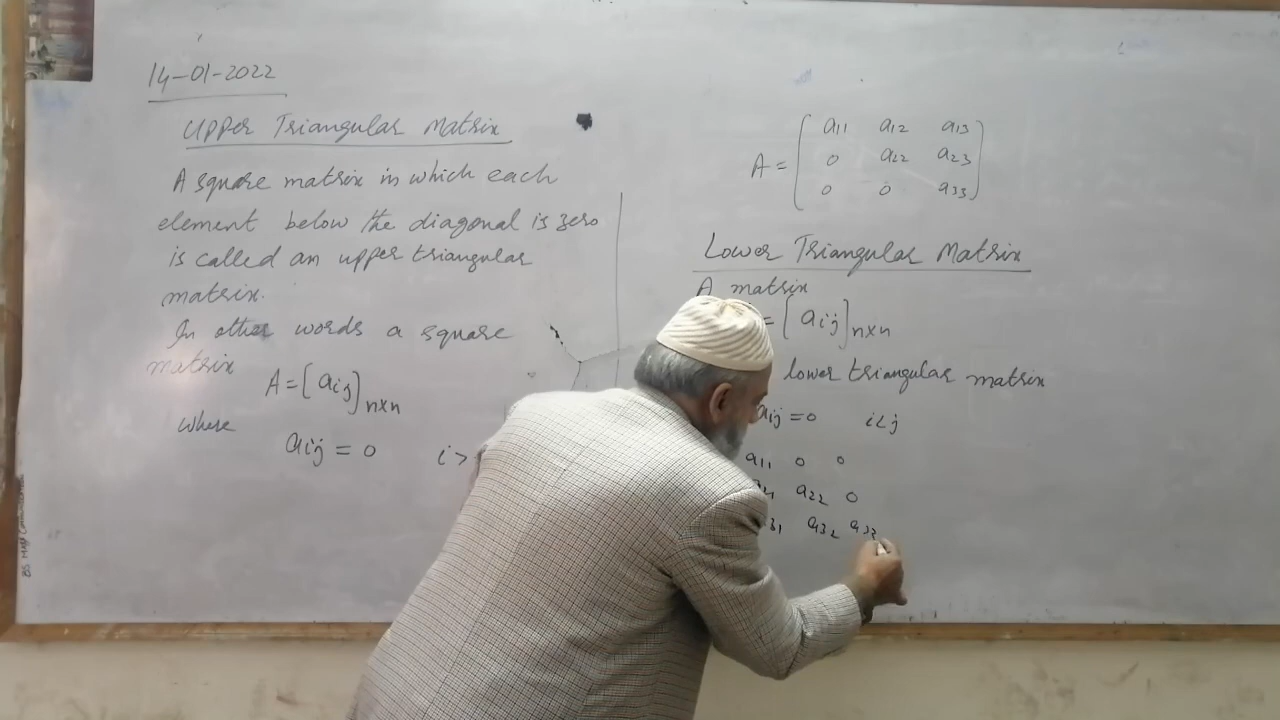 14-01-2022
Upper Triangular Matrix
A square matrix in which each
element below the diagonal is zero
is called an upper triangular
matrix.
In other words a square
matrix
A = [aij]nxn
where
aij = 0 i >
A = ( a11 a12 a13
0 a22 a23
0 0 a33 )
Lower Triangular Matrix
A matrix
= [aij]nxn
lower triangular matrix
aij = 0 i < j
a11 0 0
a22 0
31 a32 a33